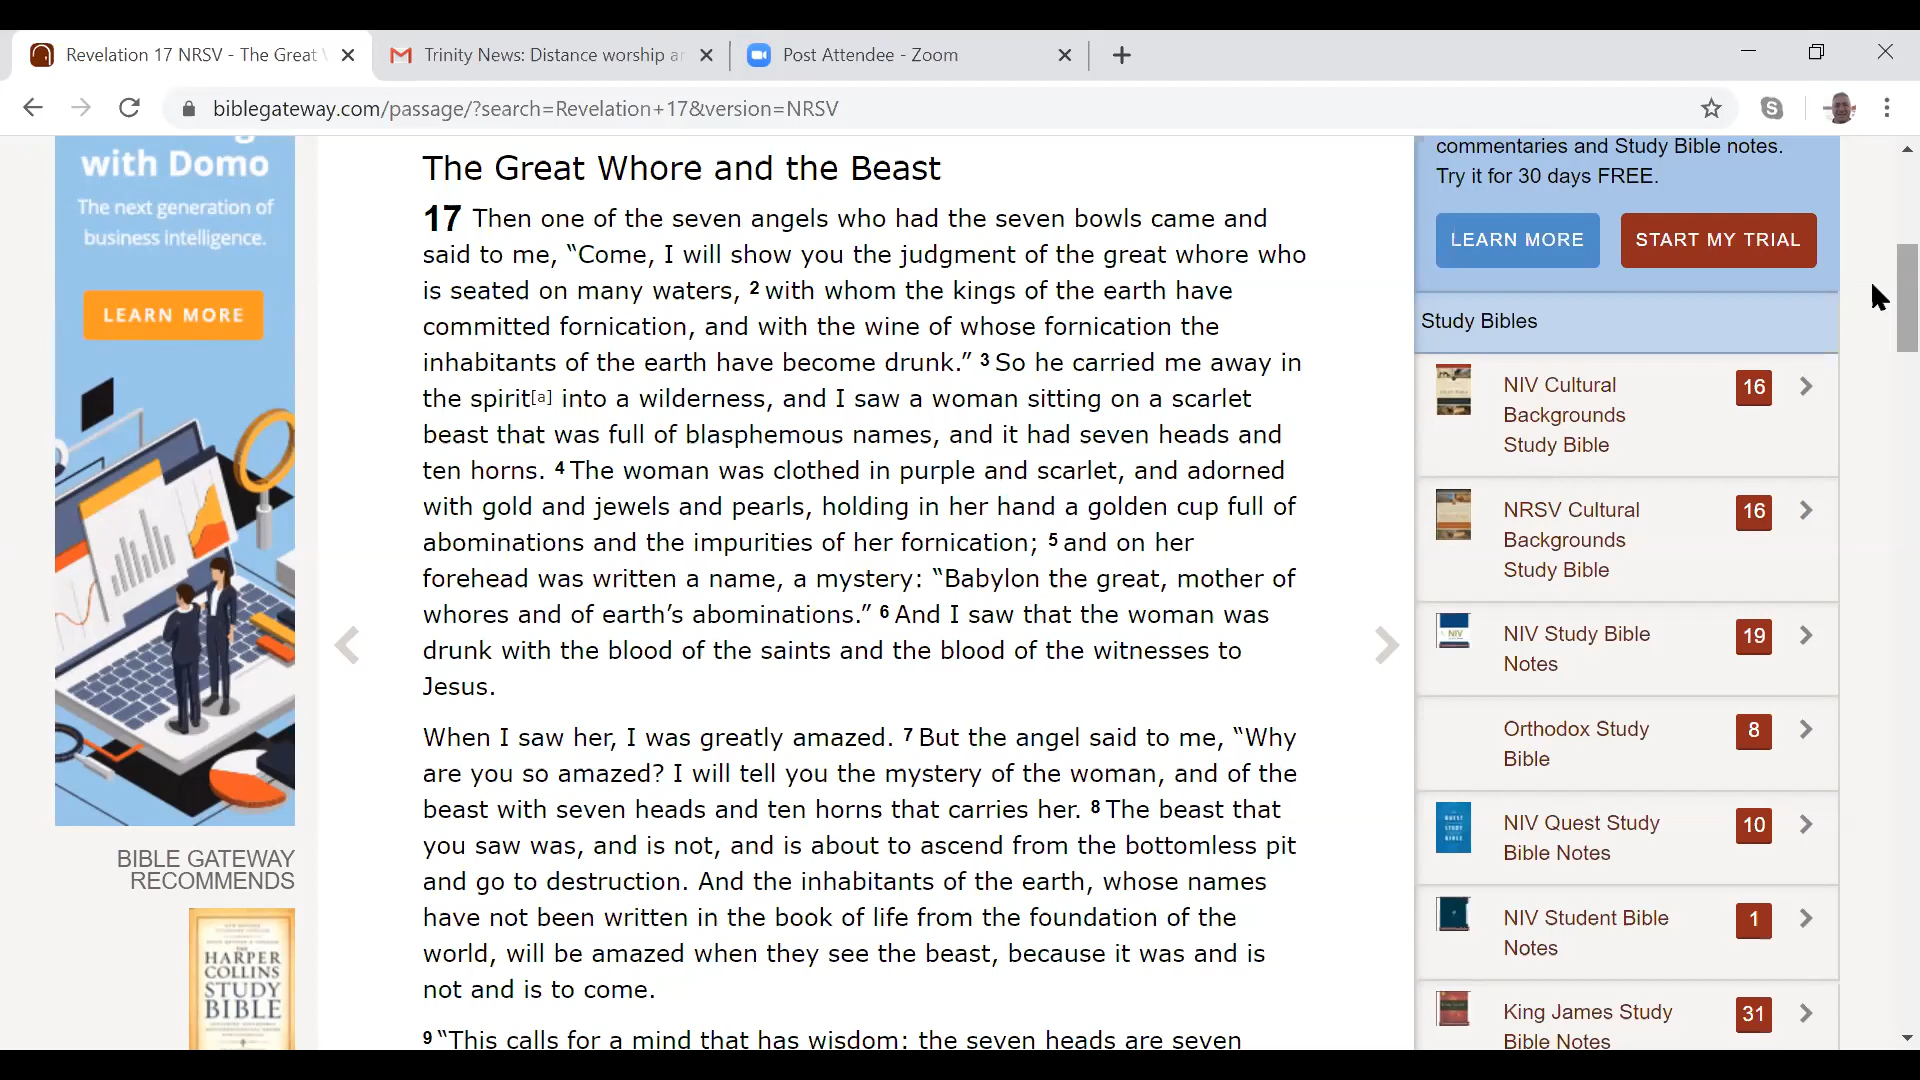 Revelation 17 NRSV - The Great
Trinity News: Distance worship a
Post Attendee - Zoom
biblegateway.com/passage/?search=Revelation+17&version=NRSV
with Domo
The next generation of
business intelligence.
LEARN MORE
BIBLE GATEWAY
RECOMMENDS
HARPER
COLLINS
STUDY
BIBLE
The Great Whore and the Beast
17 Then one of the seven angels who had the seven bowls came and
said to me, “Come, I will show you the judgment of the great whore who
is seated on many waters, 2 with whom the kings of the earth have
committed fornication, and with the wine of whose fornication the
inhabitants of the earth have become drunk.” 3 So he carried me away in
the spirit[a] into a wilderness, and I saw a woman sitting on a scarlet
beast that was full of blasphemous names, and it had seven heads and
ten horns. 4 The woman was clothed in purple and scarlet, and adorned
with gold and jewels and pearls, holding in her hand a golden cup full of
abominations and the impurities of her fornication; 5 and on her
forehead was written a name, a mystery: “Babylon the great, mother of
whores and of earth’s abominations.” 6 And I saw that the woman was
drunk with the blood of the saints and the blood of the witnesses to
Jesus.
When I saw her, I was greatly amazed. 7 But the angel said to me, “Why
are you so amazed? I will tell you the mystery of the woman, and of the
beast with seven heads and ten horns that carries her. 8 The beast that
you saw was, and is not, and is about to ascend from the bottomless pit
and go to destruction. And the inhabitants of the earth, whose names
have not been written in the book of life from the foundation of the
world, will be amazed when they see the beast, because it was and is
not and is to come.
9 “This calls for a mind that has wisdom: the seven heads are seven
commentaries and Study Bible notes.
Try it for 30 days FREE.
LEARN MORE
START MY TRIAL
Study Bibles
NIV Cultural
Backgrounds
Study Bible
16
NRSV Cultural
Backgrounds
Study Bible
16
NIV Study Bible
Notes
19
Orthodox Study
Bible
8
NIV Quest Study
Bible Notes
10
NIV Student Bible
Notes
1
King James Study
Bible Notes
31